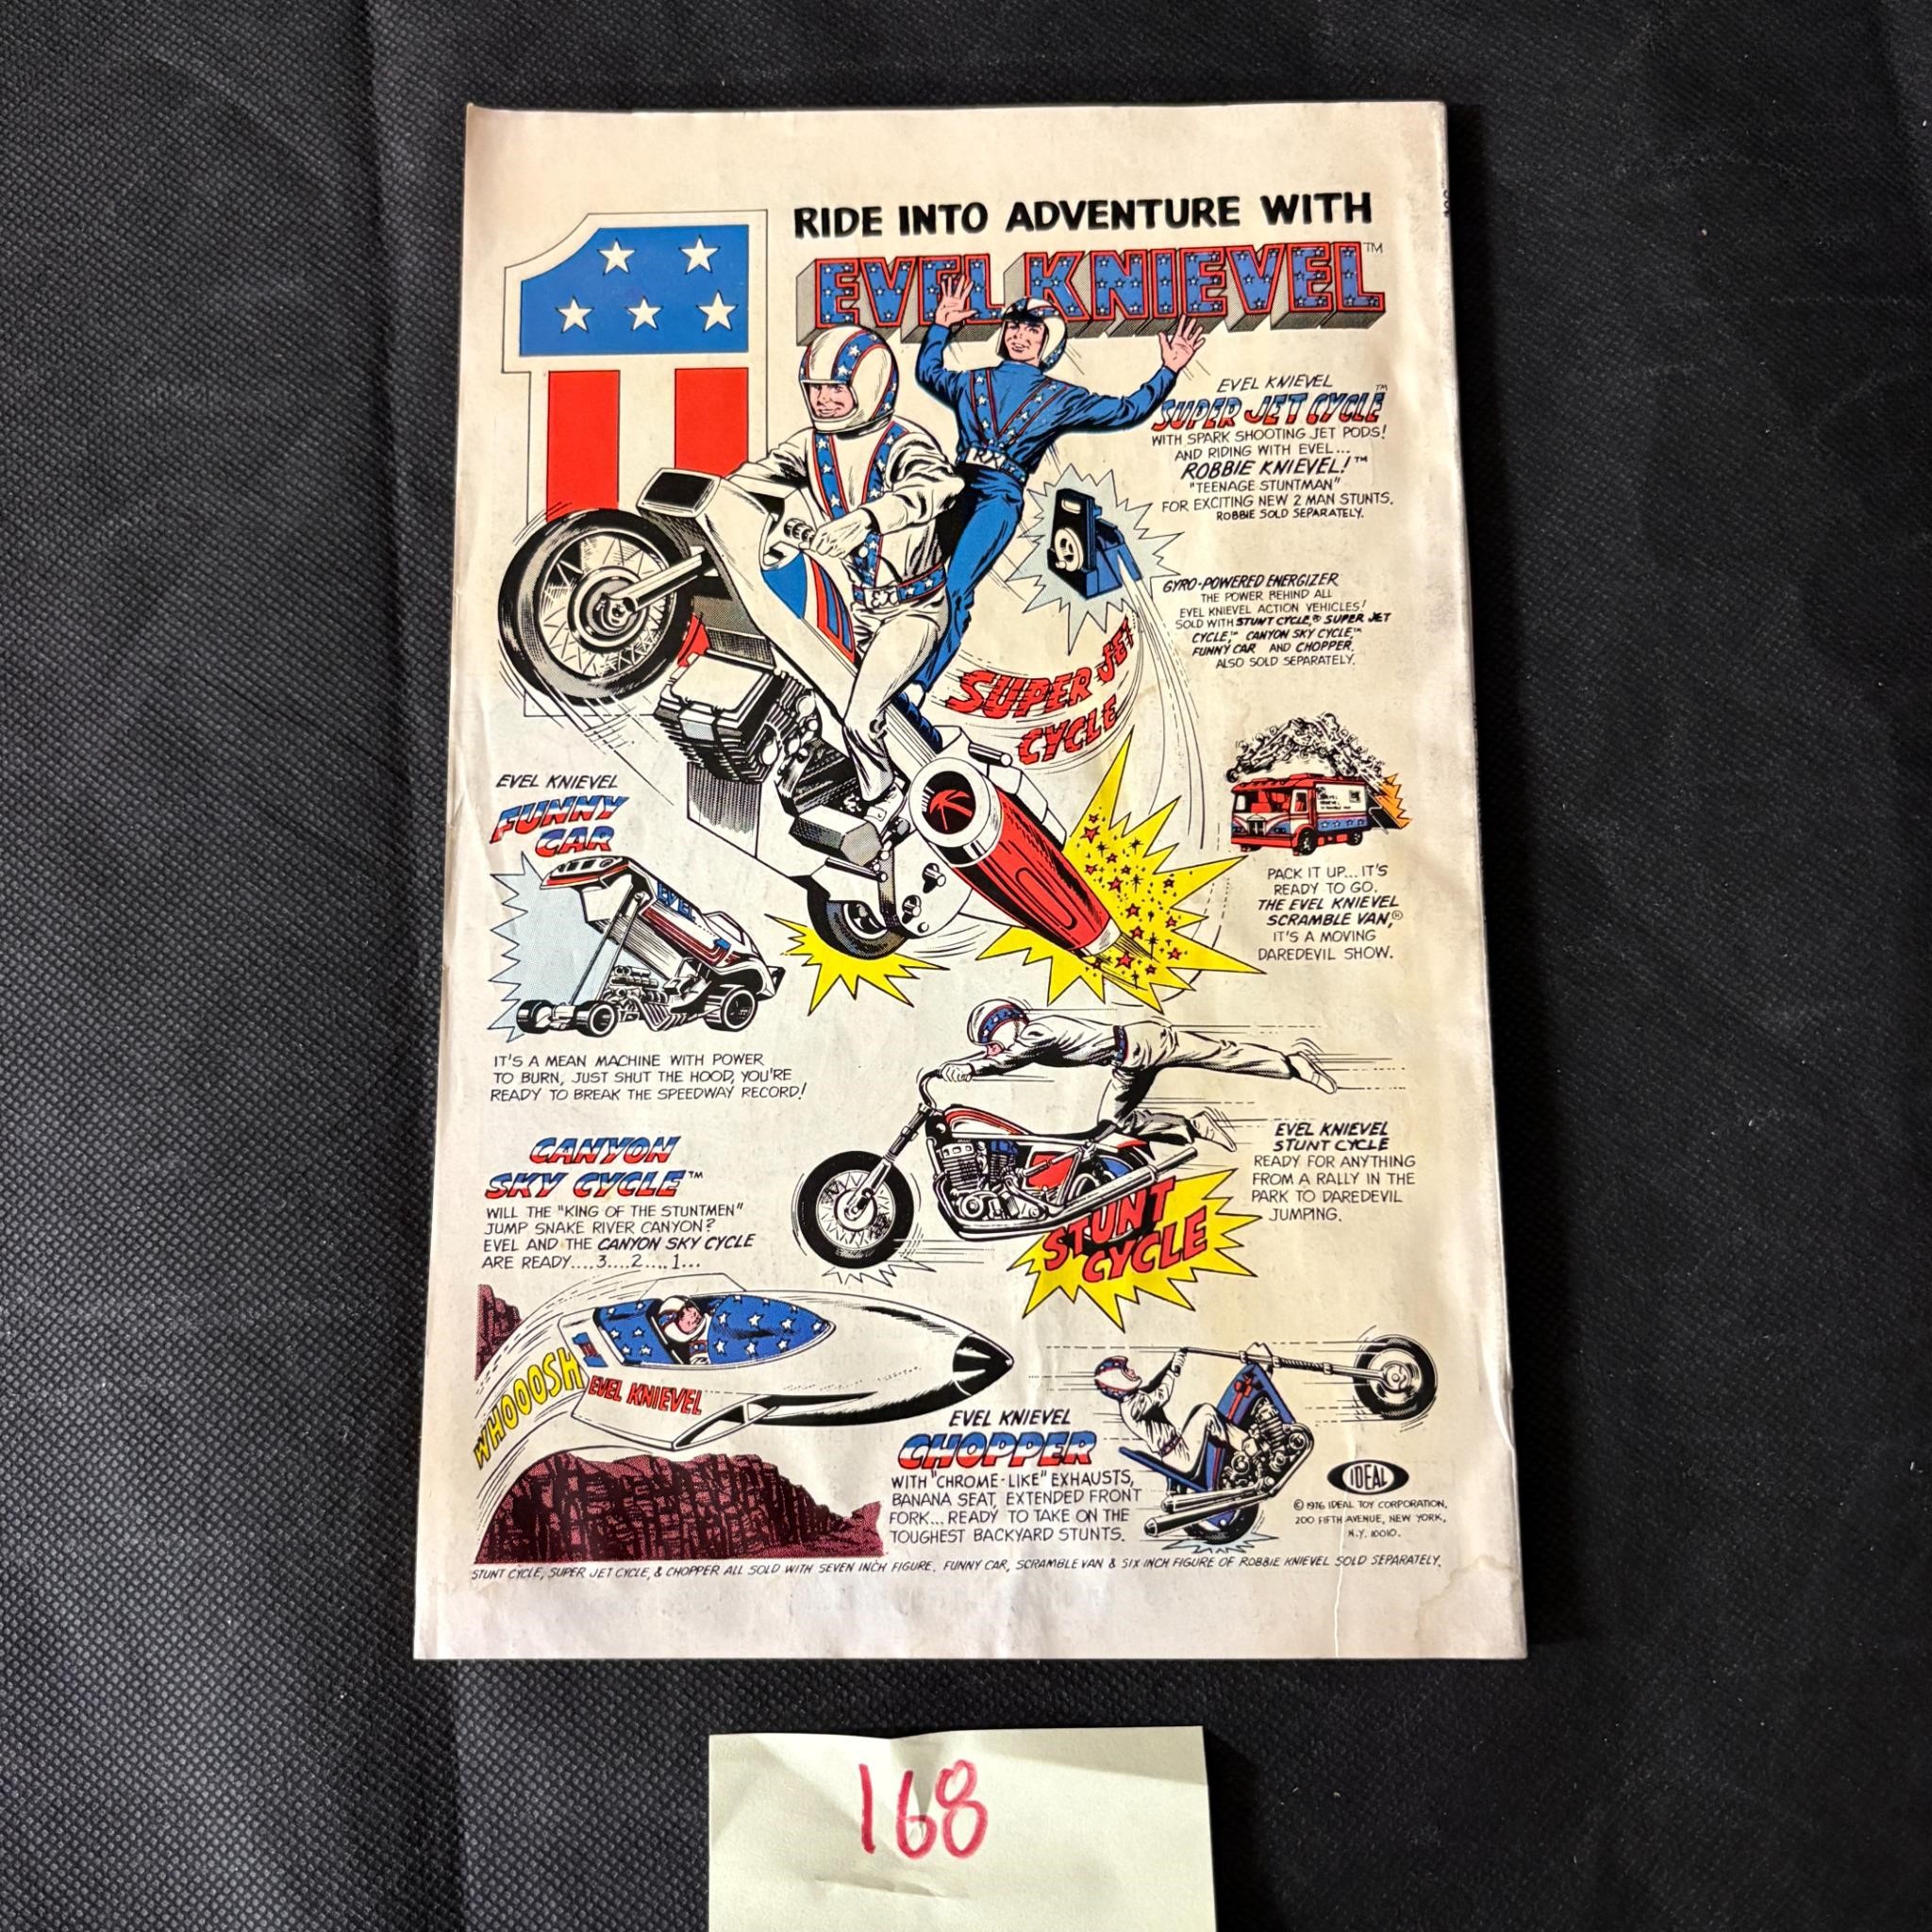 RIDE INTO ADVENTURE WITH
EVEL KNIEVEL™
EVEL KNIEVEL
SUPER JET CYCLE™
WITH SPARK SHOOTING JET PODS!
AND RIDING WITH EVEL...
ROBBIE KNIEVEL!™
"TEENAGE STUNTMAN"
FOR EXCITING NEW 2 MAN STUNTS.
ROBBIE SOLD SEPARATELY.
GYRO-POWERED ENERGIZER
THE POWER BEHIND ALL
EVEL KNIEVEL ACTION VEHICLES!
SOLD WITH STUNT CYCLE,® SUPER JET
CYCLE,™ CANYON SKY CYCLE,™
FUNNY CAR AND CHOPPER.
ALSO SOLD SEPARATELY.
SUPER JET
CYCLE
EVEL KNIEVEL
FUNNY
CAR
EVEL
IT'S A MEAN MACHINE WITH POWER
TO BURN, JUST SHUT THE HOOD, YOU'RE
READY TO BREAK THE SPEEDWAY RECORD!
PACK IT UP... IT'S
READY TO GO.
THE EVEL KNIEVEL
SCRAMBLE VAN,®
IT'S A MOVING
DAREDEVIL SHOW.
CANYON
SKY CYCLE™
WILL THE "KING OF THE STUNTMEN"
JUMP SNAKE RIVER CANYON?
EVEL AND THE CANYON SKY CYCLE
ARE READY....3....2....1...
EVEL KNIEVEL
STUNT CYCLE
READY FOR ANYTHING
FROM A RALLY IN THE
PARK TO DAREDEVIL
JUMPING.
STUNT
CYCLE
WHOOOSH
EVEL KNIEVEL
EVEL KNIEVEL
CHOPPER
WITH "CHROME-LIKE" EXHAUSTS,
BANANA SEAT, EXTENDED FRONT
FORK... READY TO TAKE ON THE
TOUGHEST BACKYARD STUNTS.
IDEAL
© 1976 IDEAL TOY CORPORATION,
200 FIFTH AVENUE, NEW YORK,
N.Y. 10010.
STUNT CYCLE, SUPER JET CYCLE, & CHOPPER ALL SOLD WITH SEVEN INCH FIGURE. FUNNY CAR, SCRAMBLE VAN & SIX INCH FIGURE OF ROBBIE KNIEVEL SOLD SEPARATELY.
168